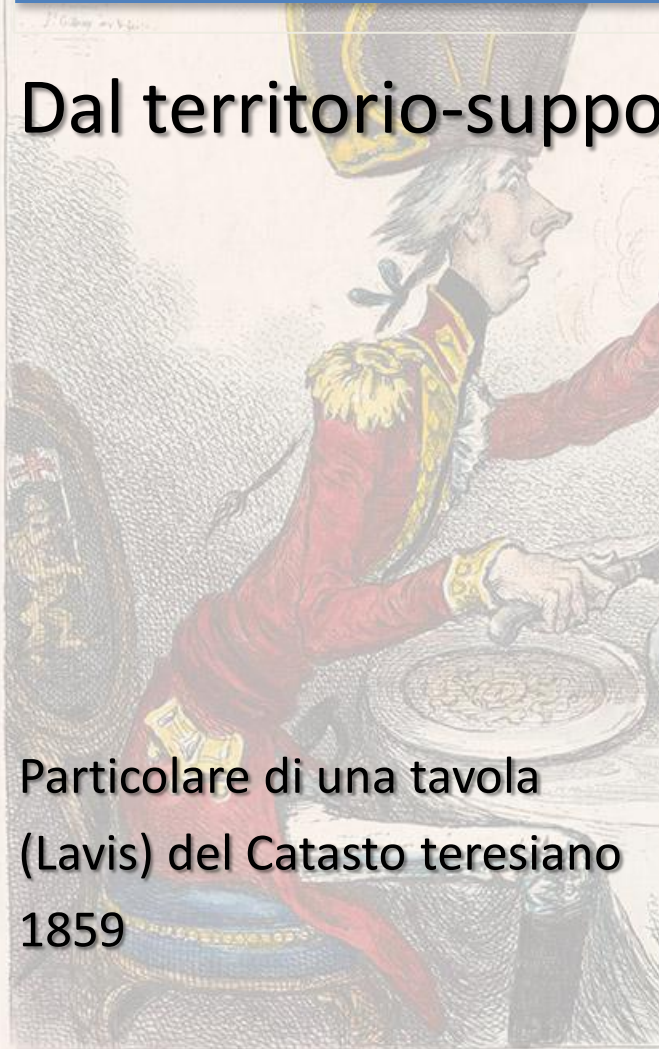 Dal territorio-suppo
Particolare di una tavola
(Lavis) del Catasto teresiano
1859